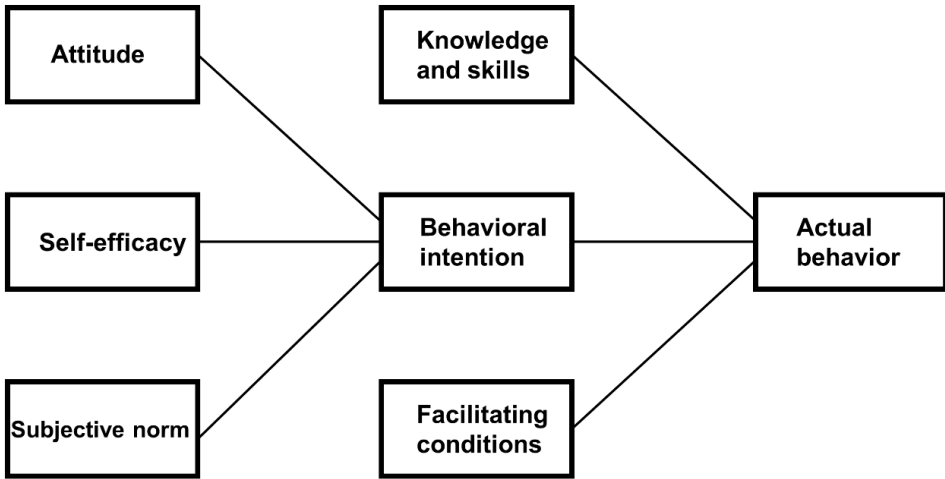 Attitude
Knowledge
and skills
Self-efficacy
Behavioral
intention
Actual
behavior
Subjective norm
Facilitating
conditions